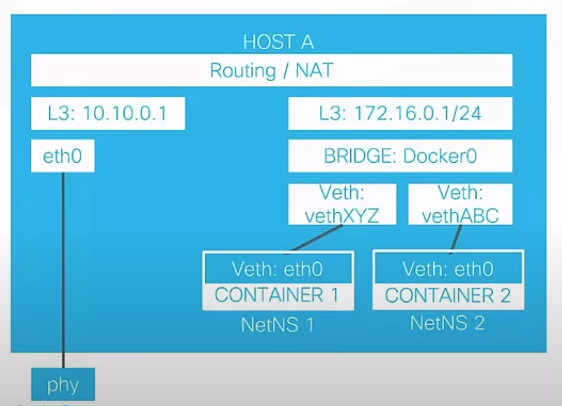 HOST A
Routing / NAT
L3: 10.10.0.1
L3: 172.16.0.1/24
eth0
BRIDGE: Docker0
Veth:
vethXYZ
Veth:
vethABC
Veth: eth0
CONTAINER 1
Veth: eth0
CONTAINER 2
NetNS 1
NetNS 2
phy